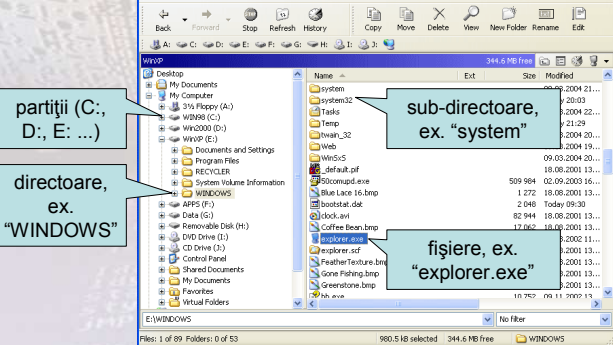 Back Forward Stop Refresh History Copy Move Delete View New Folder Rename Edit
A: C: D: E: F: G: H: I: J:
WinXP 344.6 MB free
Desktop
My Documents
My Computer
3½ Floppy (A:)
WIN98 (C:)
Win2000 (D:)
WinXP (E:)
Documents and Settings
Program Files
RECYCLER
System Volume Information
WINDOWS
APPS (F:)
Data (G:)
Removable Disk (H:)
DVD Drive (I:)
CD Drive (J:)
Control Panel
Shared Documents
My Documents
Favorites
Virtual Folders
partiţii (C:,
D:, E: ...)
directoare,
ex.
“WINDOWS”
Name Ext Size Modified
system
system32
Tasks
Temp
twain_32
Web
WinSxS 09.03.2004 20...
_default.pif 18.08.2001 13...
50comupd.exe 509 984 02.09.2003 16...
Blue Lace 16.bmp 1 272 18.08.2001 13...
bootstat.dat 2 048 Today 09:30
clock.avi 82 944 18.08.2001 13...
Coffee Bean.bmp 17 062 18.08.2001 13...
explorer.exe
explorer.scf
FeatherTexture.bmp
Gone Fishing.bmp
Greenstone.bmp
hh.exe 10 752 09.11.2002 13...
sub-directoare,
ex. “system”
fişiere, ex.
“explorer.exe”
E:\WINDOWS No filter
Files: 1 of 89 Folders: 0 of 53 980.5 kB selected 344.6 MB free WINDOWS